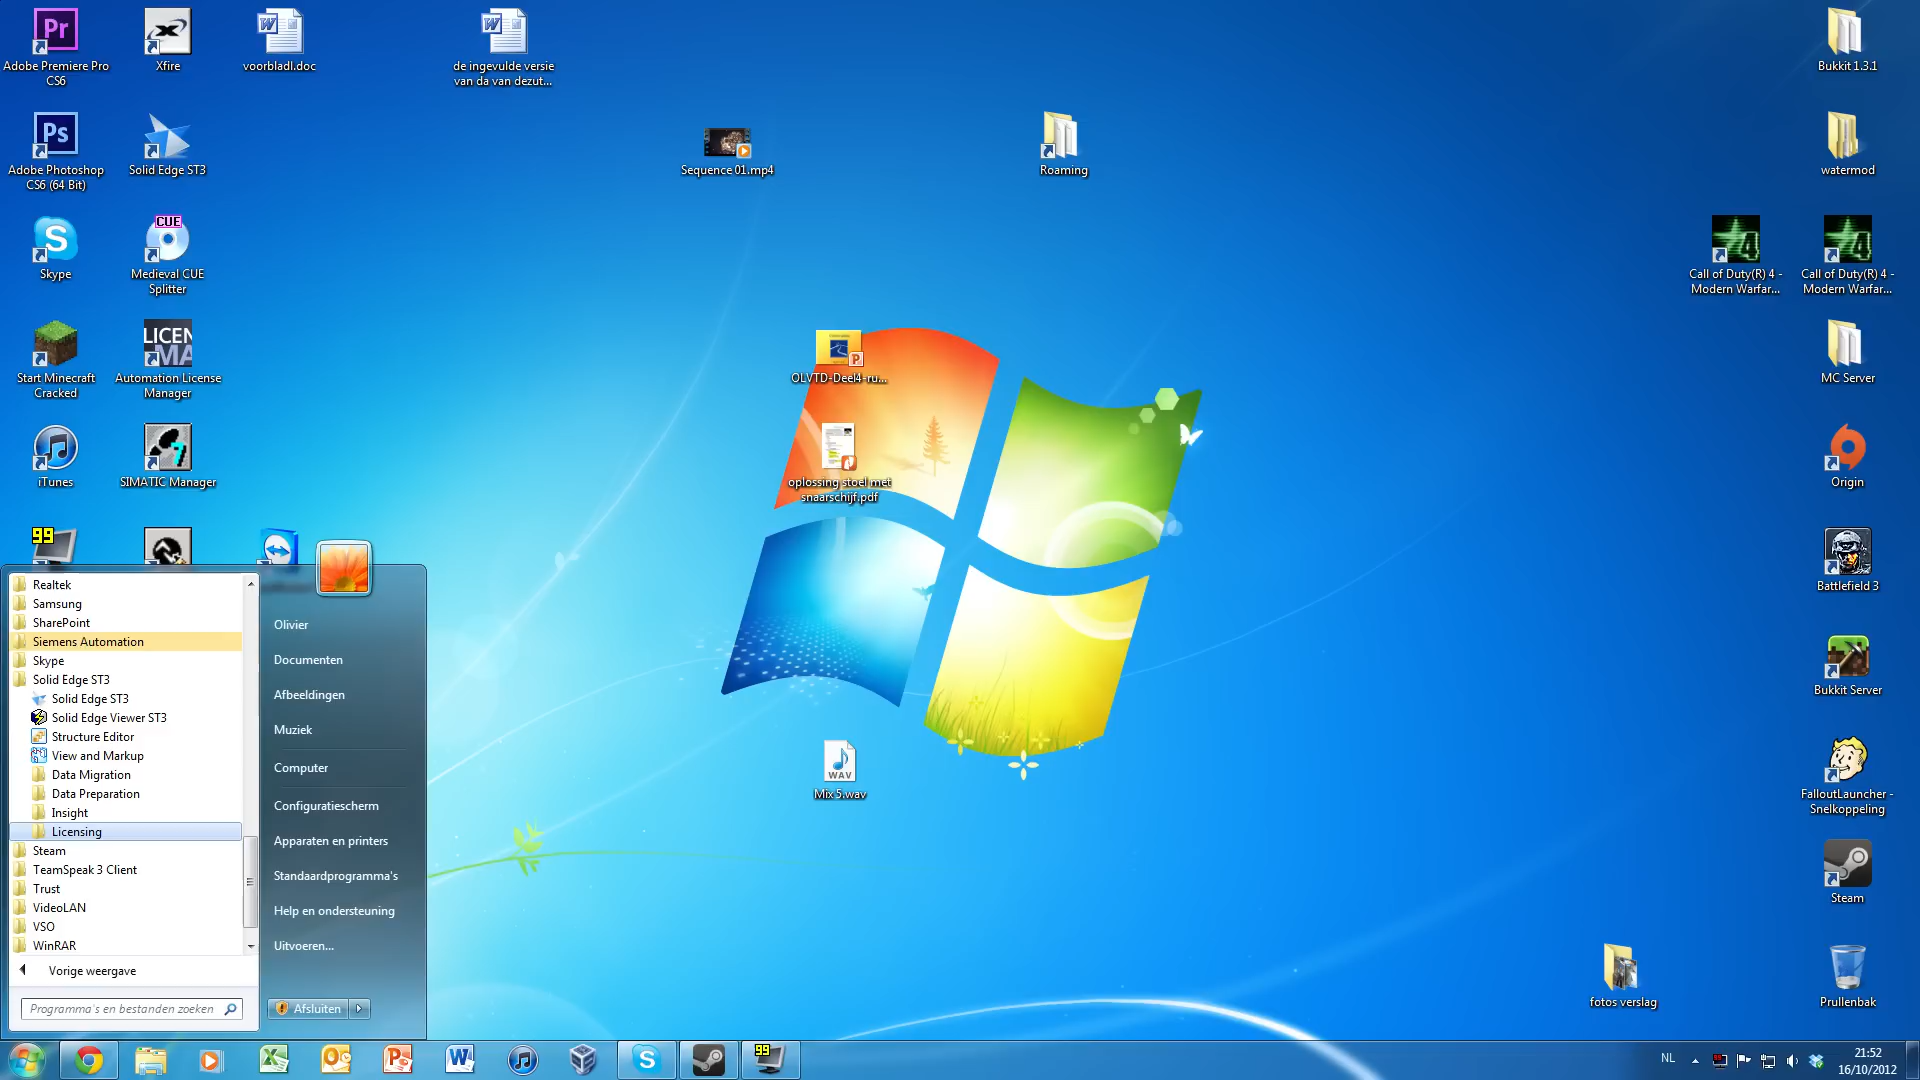 Pr
Adobe Premiere Pro
CS6
Xfire
voorbladl.doc
de ingevulde versie
van da van dezut...
Bukkit 1.3.1
Ps
Adobe Photoshop
CS6 (64 Bit)
Solid Edge ST3
Sequence 01.mp4
Roaming
watermod
Skype
CUE
Medieval CUE
Splitter
4
Call of Duty(R) 4 -
Modern Warfar...
4
Call of Duty(R) 4 -
Modern Warfar...
Start Minecraft
Cracked
LICEN
MA
Automation License
Manager
OLVTD-Deel4-ru...
MC Server
iTunes
7
SIMATIC Manager
oplossing stoel met
snaarschijf.pdf
Origin
99
Battlefield 3
Realtek
Samsung
SharePoint
Siemens Automation
Skype
Solid Edge ST3
Solid Edge ST3
Solid Edge Viewer ST3
Structure Editor
View and Markup
Data Migration
Data Preparation
Insight
Licensing
Steam
TeamSpeak 3 Client
Trust
VideoLAN
VSO
WinRAR
Vorige weergave
Programma's en bestanden zoeken
Olivier
Documenten
Afbeeldingen
Muziek
Computer
Configuratiescherm
Apparaten en printers
Standaardprogramma's
Help en ondersteuning
Uitvoeren...
Afsluiten
WAV
Mix 5.wav
Bukkit Server
FalloutLauncher -
Snelkoppeling
Steam
fotos verslag
Prullenbak
99
NL
21:52
16/10/2012